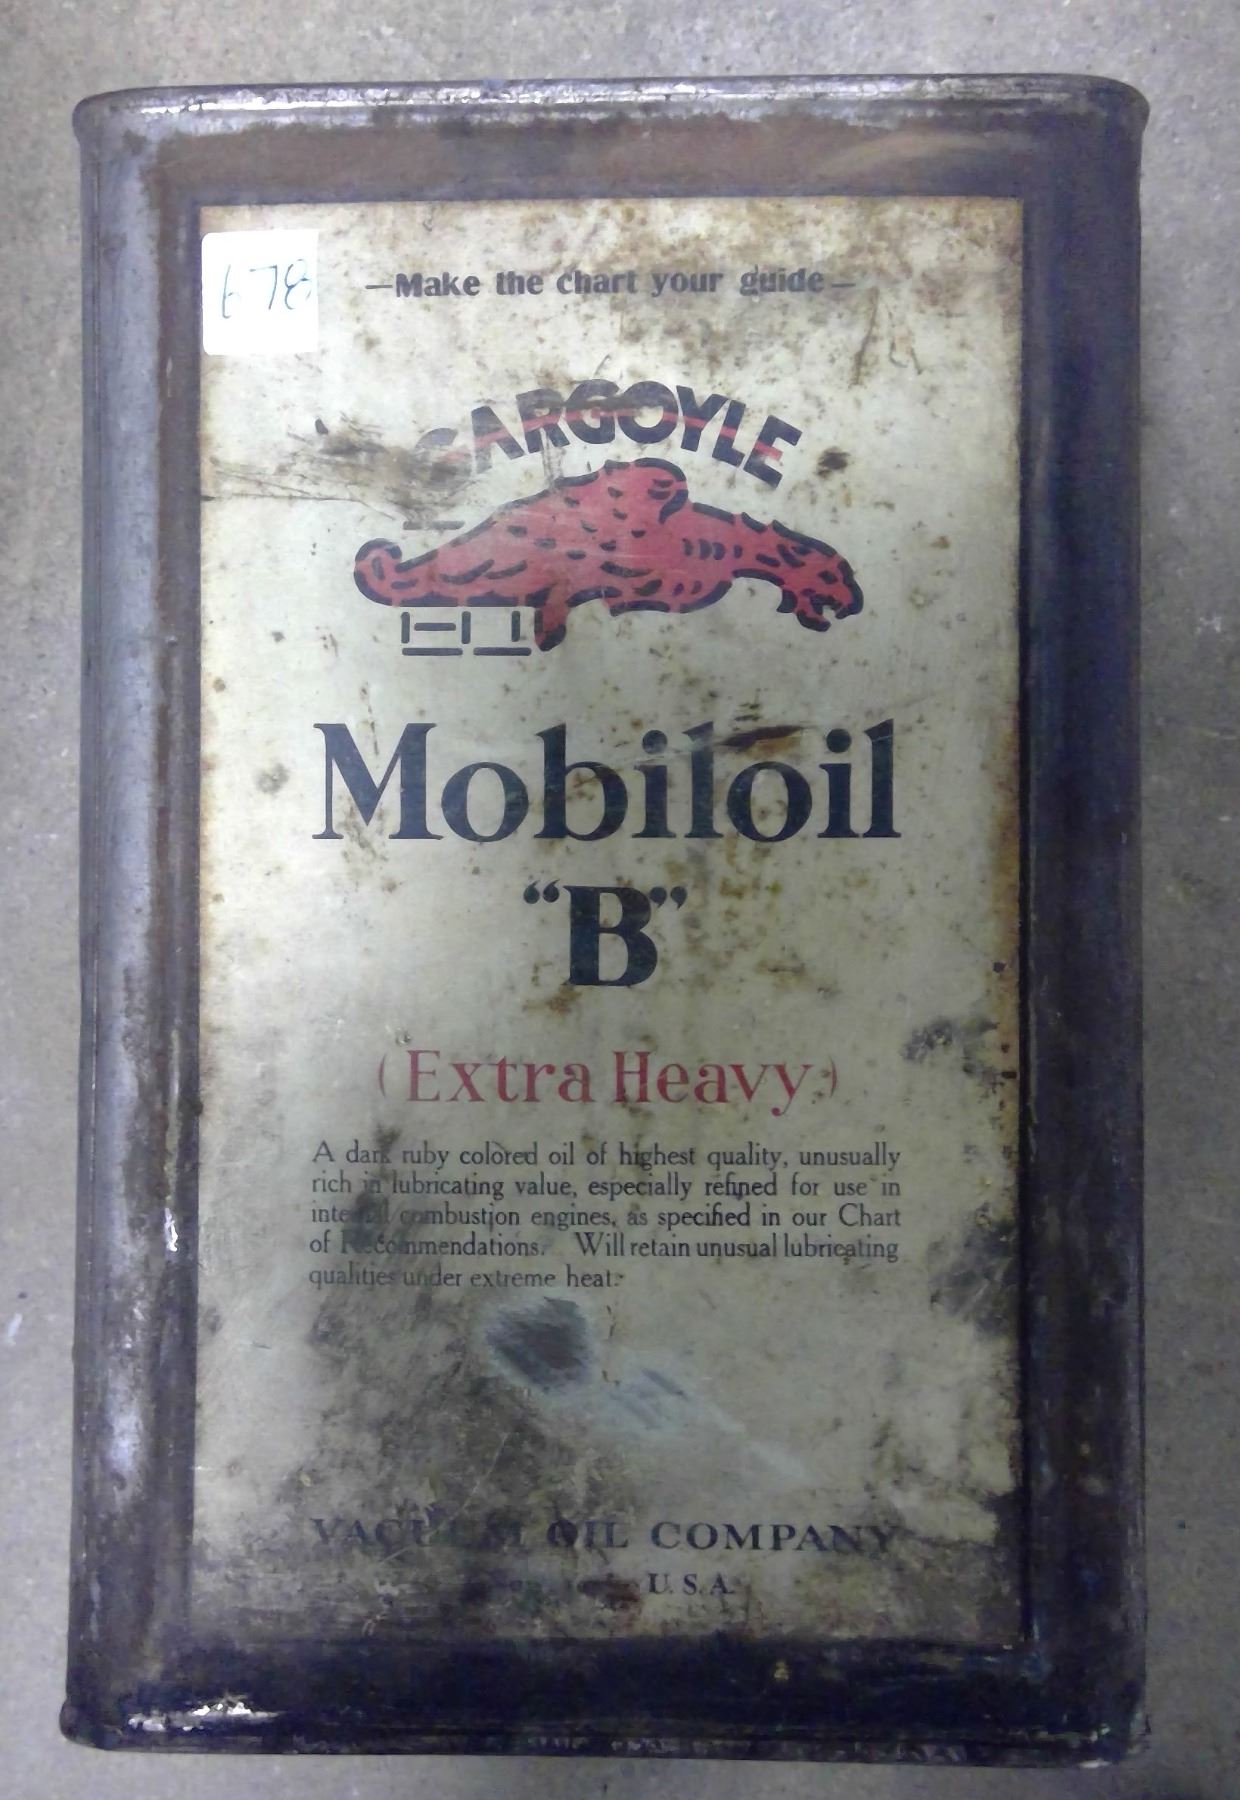 678
—Make the chart your guide—
GARGOYLE
Mobiloil
“B”
(Extra Heavy)
A dark ruby colored oil of highest quality, unusually
rich in lubricating value, especially refined for use in
internal combustion engines, as specified in our Chart
of Recommendations. Will retain unusual lubricating
qualities under extreme heat.
VACUUM OIL COMPANY
U.S.A.